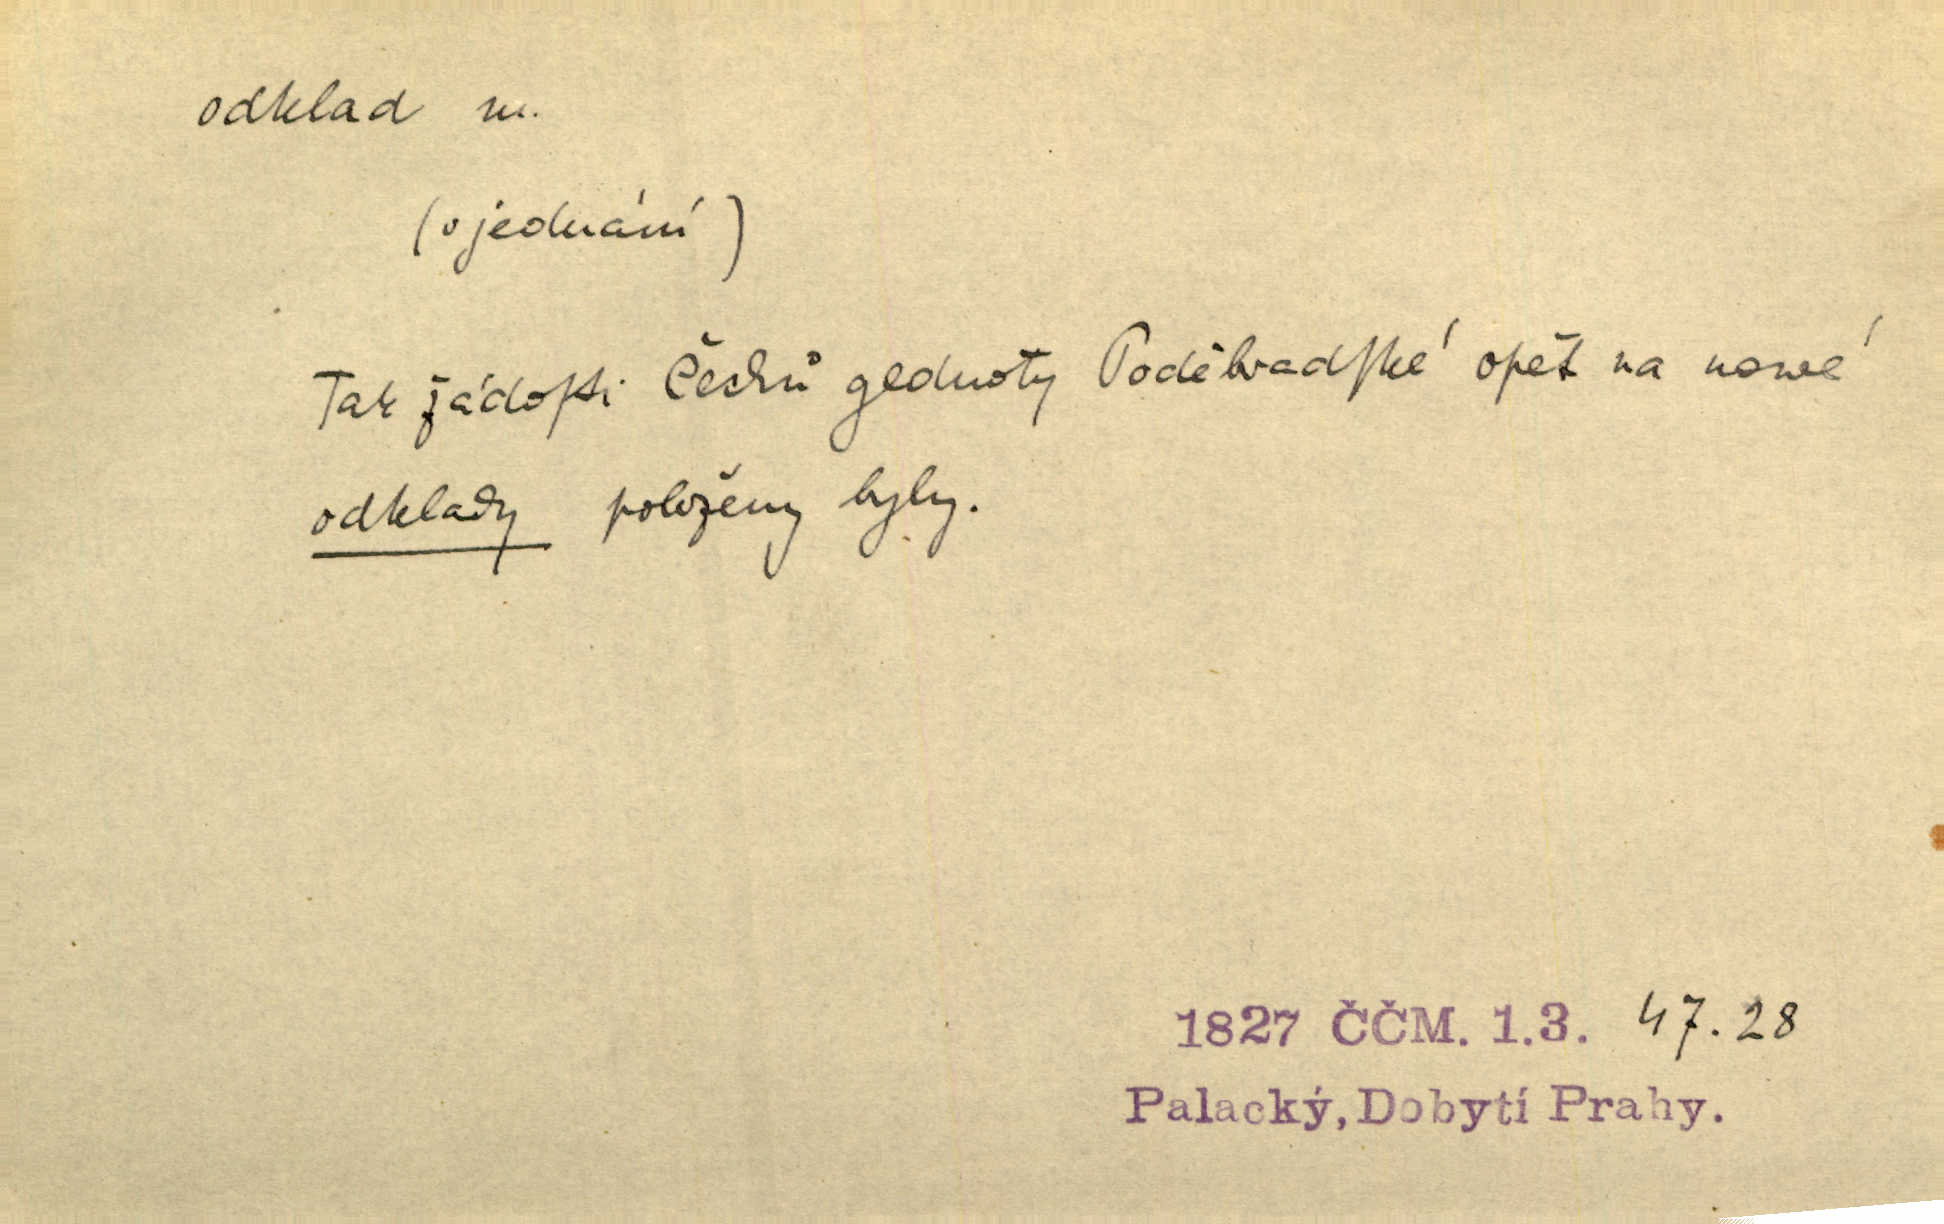 odklad m.
(o jednání)
Tak žádoſti Čechů gednoty Poděbradſké opět na nowé
odklady položeny byly.
1827 ČČM. 1.3. 47.28
Palacký, Dobytí Prahy.